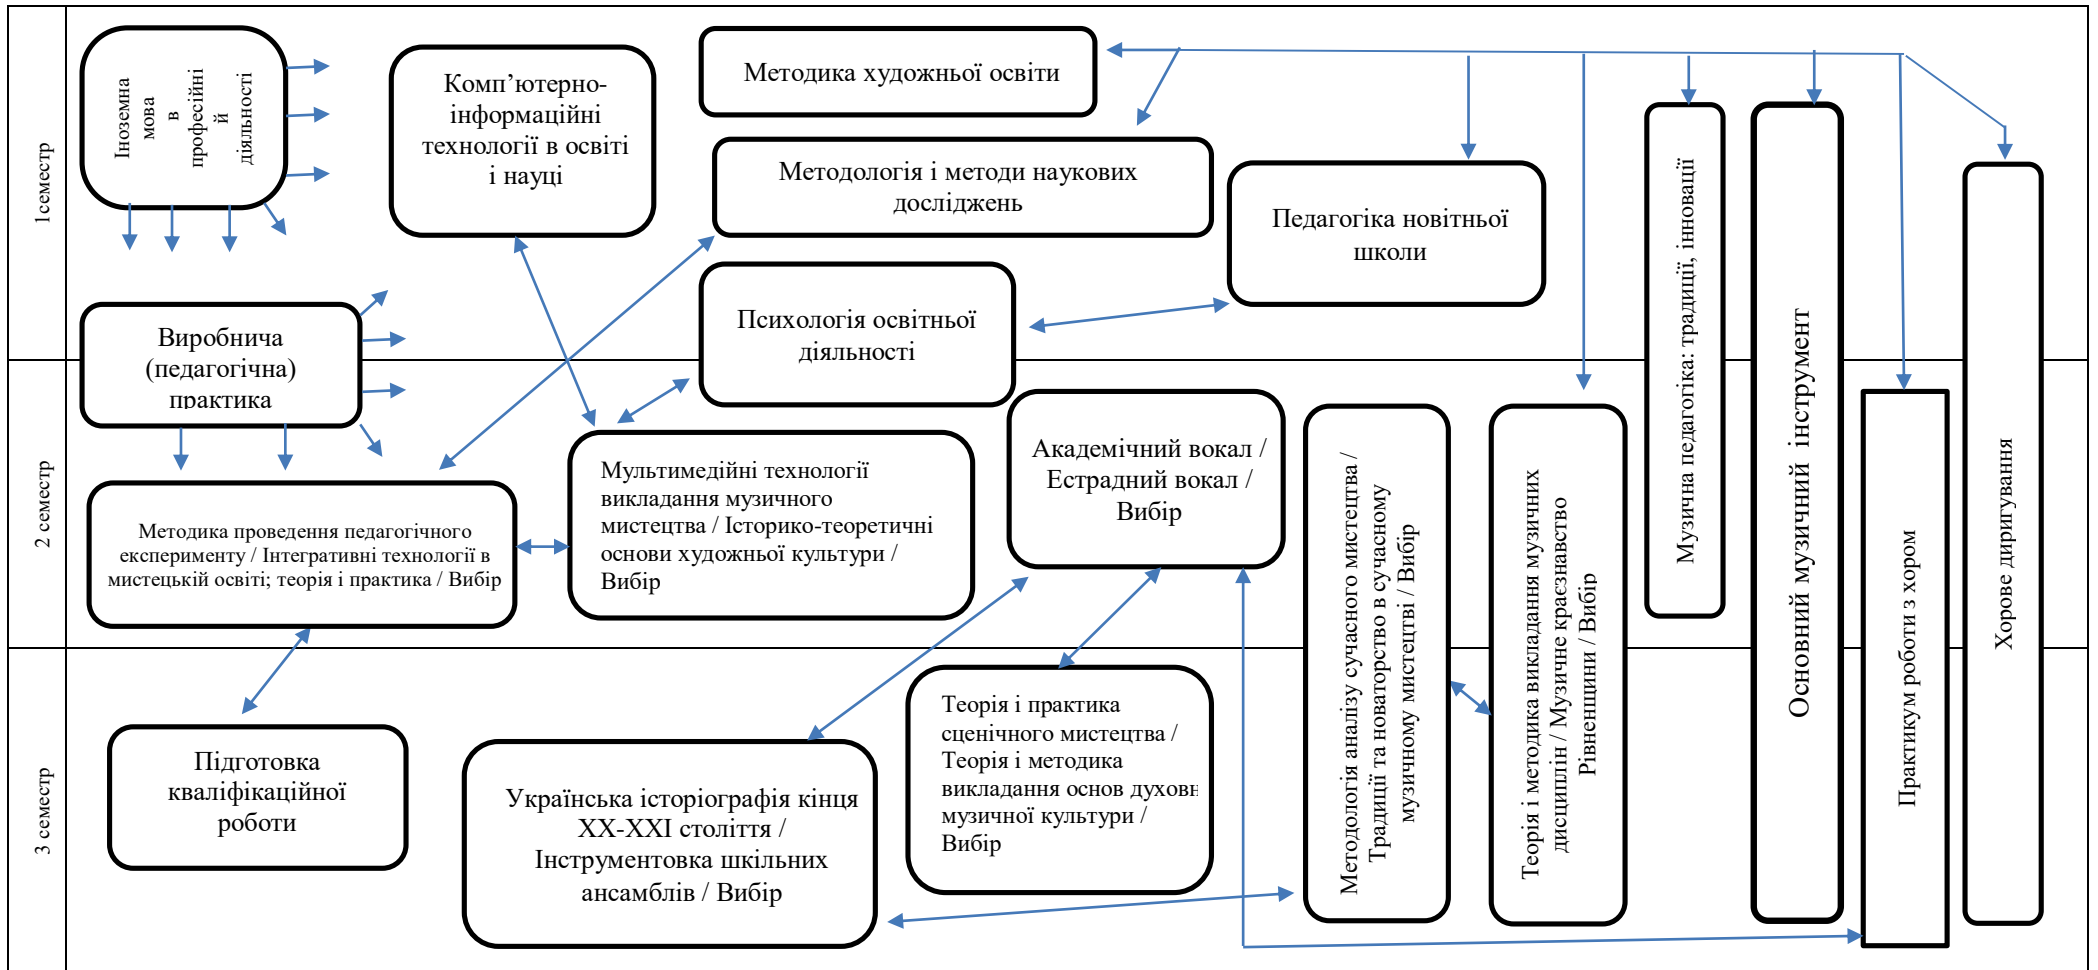 1семестр
Іноземна
мова
в
професійні
й
діяльності
Комп’ютерно-
інформаційні
технології в освіті
і науці
Методика художньої освіти
Методологія і методи наукових
досліджень
Педагогіка новітньої
школи
Психологія освітньої
діяльності
Виробнича
(педагогічна)
практика
Музична педагогіка: традиції, інновації
Основний музичний інструмент
Хорове диригування
2 семестр
Методика проведення педагогічного
експерименту / Інтегративні технології в
мистецькій освіті; теорія і практика / Вибір
Мультимедійні технології
викладання музичного
мистецтва / Історико-теоретичні
основи художньої культури /
Вибір
Академічний вокал /
Естрадний вокал /
Вибір
Методологія аналізу сучасного мистецтва /
Традиції та новаторство в сучасному
музичному мистецтві / Вибір
Теорія і методика викладання музичних
дисциплін / Музичне краєзнавство
Рівненщини / Вибір
Практикум роботи з хором
3 семестр
Підготовка
кваліфікаційної
роботи
Українська історіографія кінця
ХХ-ХХІ століття /
Інструментовка шкільних
ансамблів / Вибір
Теорія і практика
сценічного мистецтва /
Теорія і методика
викладання основ духовн
музичної культури /
Вибір